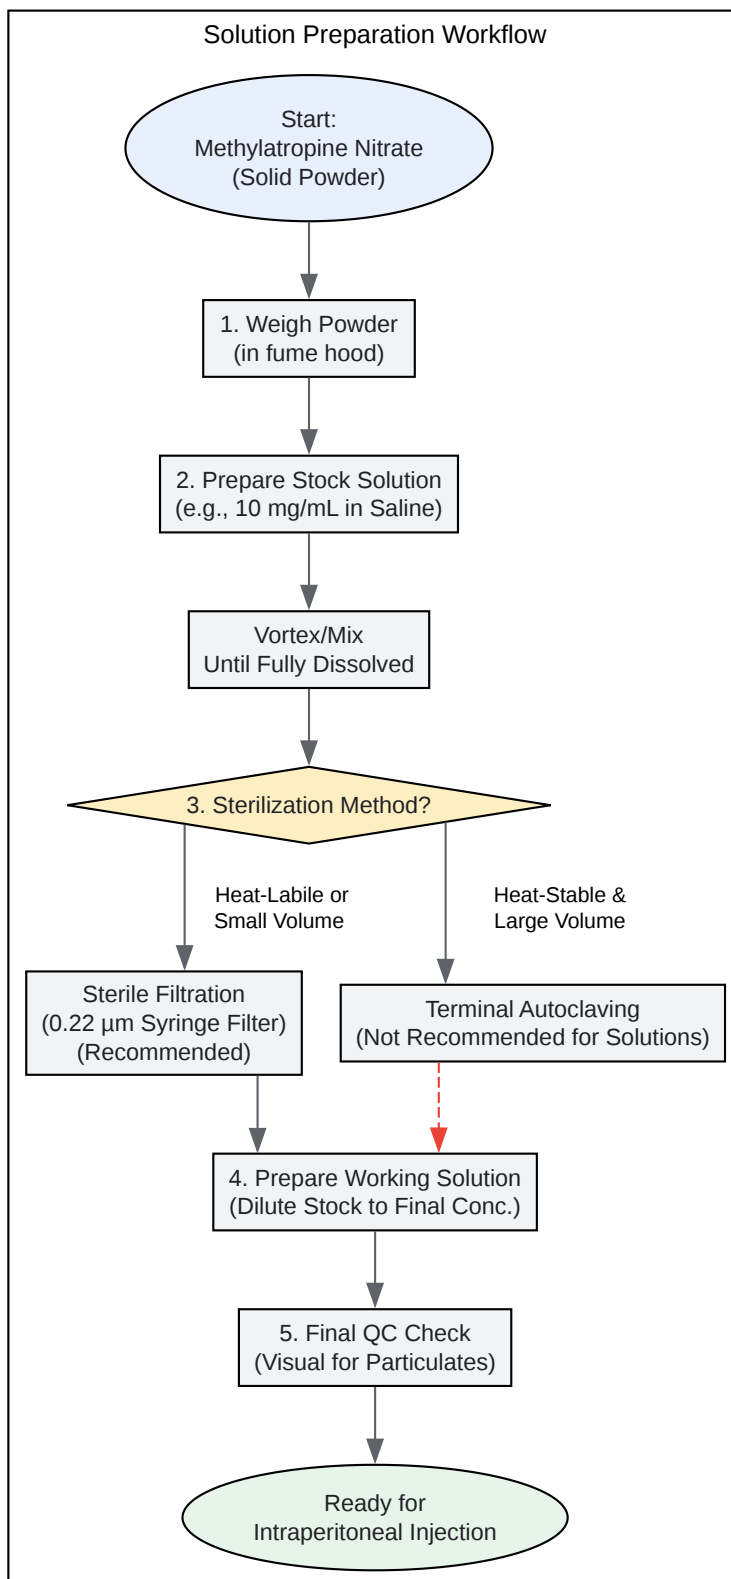 Solution Preparation Workflow
Start:
Methylatropine Nitrate
(Solid Powder)
1. Weigh Powder
(in fume hood)
2. Prepare Stock Solution
(e.g., 10 mg/mL in Saline)
Vortex/Mix
Until Fully Dissolved
3. Sterilization Method?
Heat-Labile or
Small Volume
Heat-Stable &
Large Volume
Sterile Filtration
(0.22 µm Syringe Filter)
(Recommended)
Terminal Autoclaving
(Not Recommended for Solutions)
4. Prepare Working Solution
(Dilute Stock to Final Conc.)
5. Final QC Check
(Visual for Particulates)
Ready for
Intraperitoneal Injection